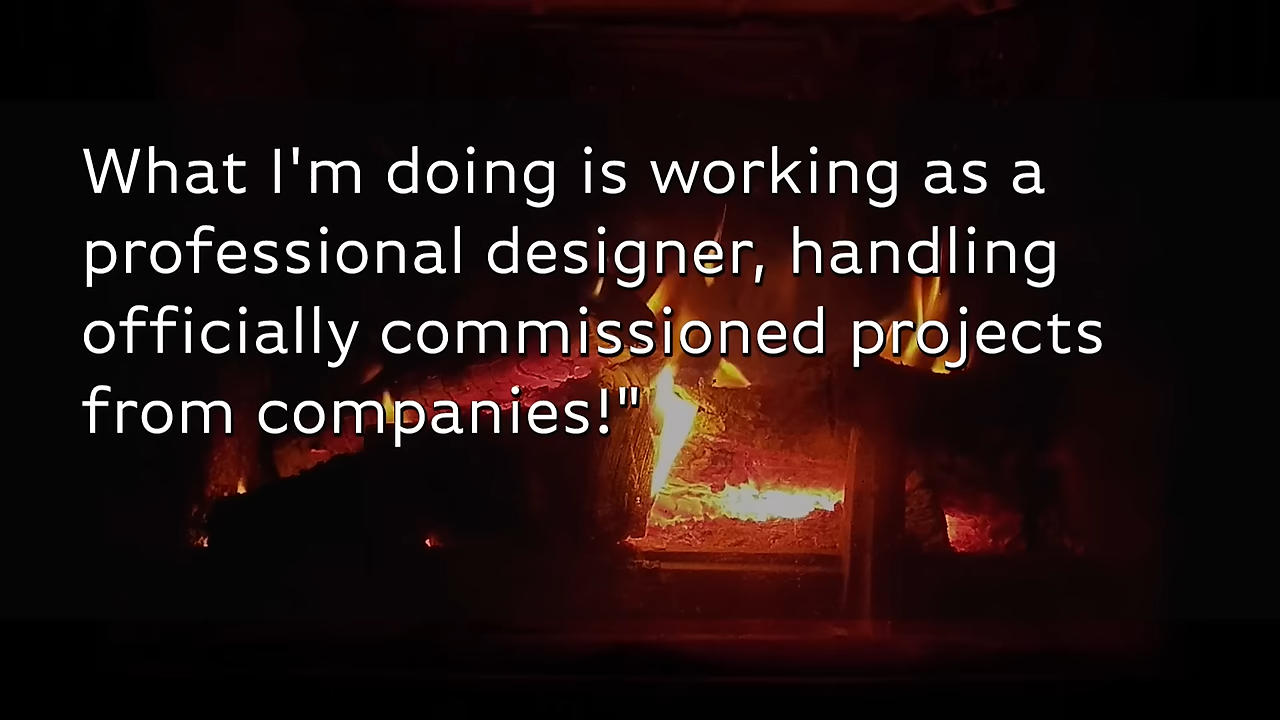 What I'm doing is working as a
professional designer, handling
officially commissioned projects
from companies!"